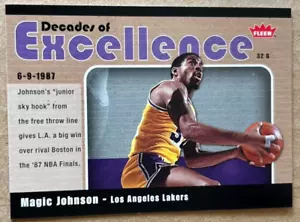 Decades of
FLEER
Excellence
32 G
6-9-1987
Johnson's "junior
sky hook" from
the free throw line
gives L.A. a big win
over rival Boston in
the '87 NBA Finals.
Magic Johnson - Los Angeles Lakers